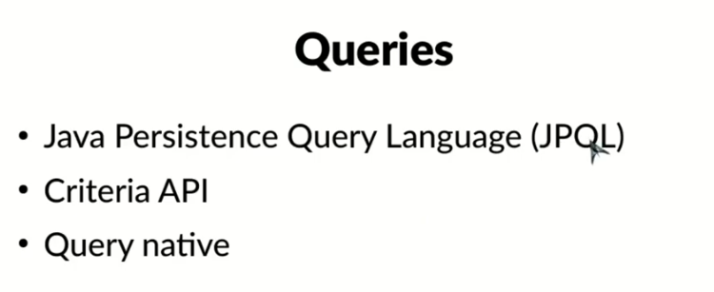 Queries
• Java Persistence Query Language (JPQL)
• Criteria API
• Query native